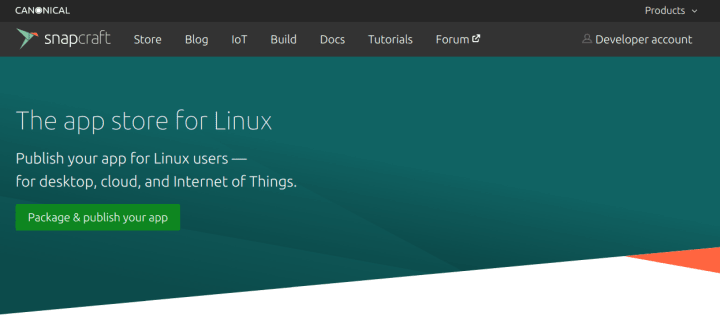 CANONICAL
Products
snapcraft
Store
Blog
IoT
Build
Docs
Tutorials
Forum
Developer account
The app store for Linux
Publish your app for Linux users —
for desktop, cloud, and Internet of Things.
Package & publish your app